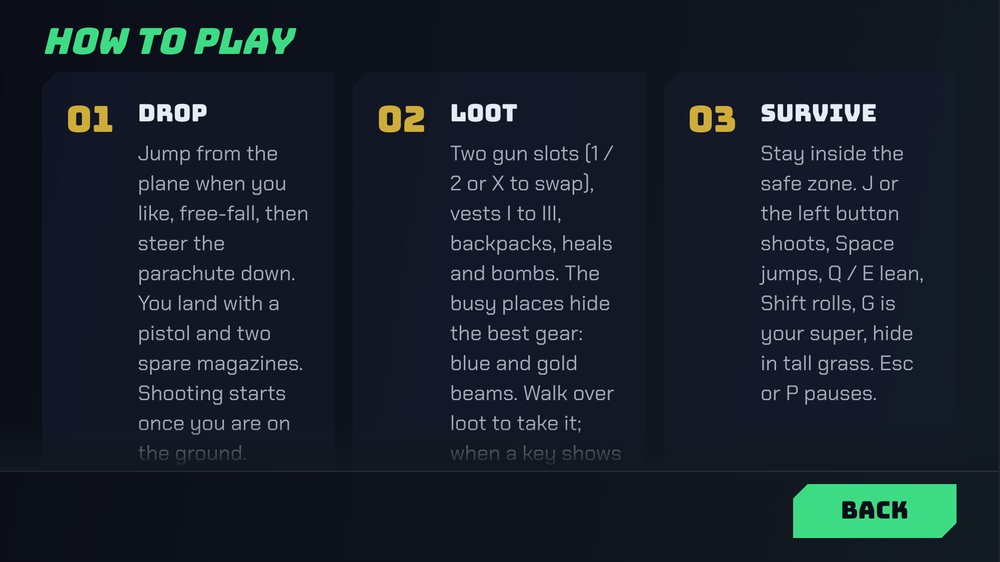 HOW TO PLAY
01
DROP
Jump from the
plane when you
like, free-fall, then
steer the
parachute down.
You land with a
pistol and two
spare magazines.
Shooting starts
once you are on
the ground.
02
LOOT
Two gun slots (1 /
2 or X to swap),
vests I to III,
backpacks, heals
and bombs. The
busy places hide
the best gear:
blue and gold
beams. Walk over
loot to take it;
when a key shows
03
SURVIVE
Stay inside the
safe zone. J or
the left button
shoots, Space
jumps, Q / E lean,
Shift rolls, G is
your super, hide
in tall grass. Esc
or P pauses.
BACK